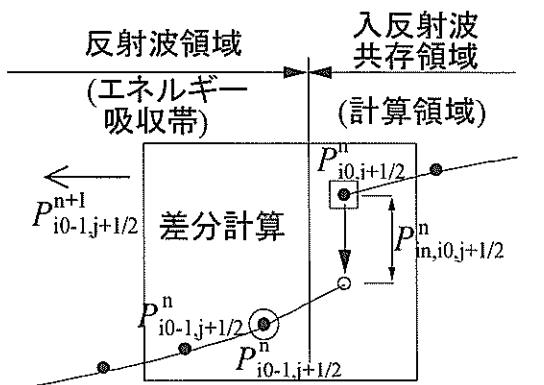 反射波領域
(エネルギー
吸収帯)
入反射波
共存領域
(計算領域)
P^n_{i0,j+1/2}
P^{n+1}_{i0-1,j+1/2}
差分計算
P^n_{in,i0,j+1/2}
P^n_{i0-1,j+1/2}
P^n_{i0-1,j+1/2}